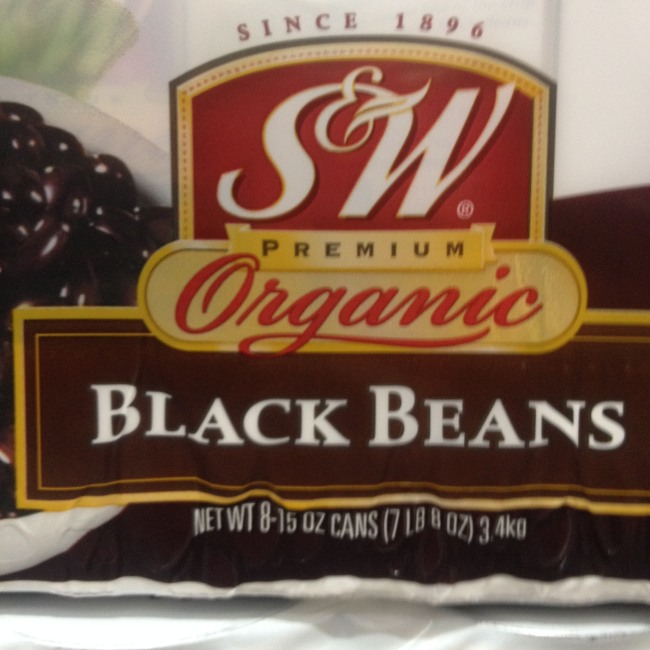 SINCE 1896
S&W®
PREMIUM
Organic
BLACK BEANS
NET WT 8-15 OZ CANS (7 LB 8 OZ) 3.4kg